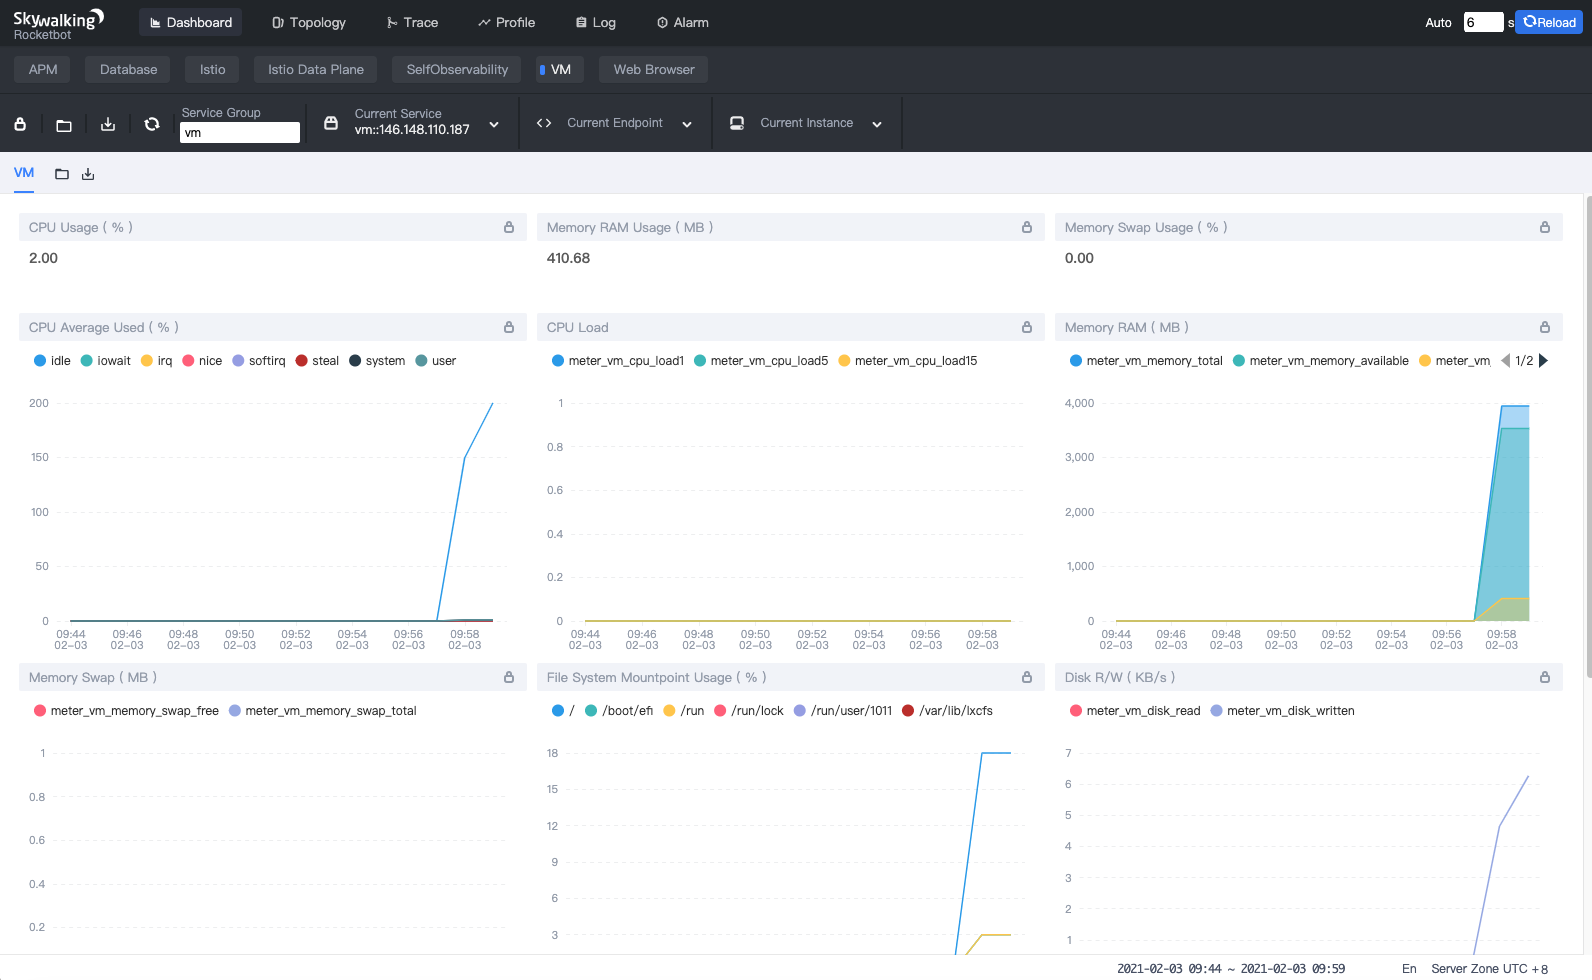 Skywalking
Rocketbot
Dashboard
Topology
Trace
Profile
Log
Alarm
Auto 6 s Reload
APM
Database
Istio
Istio Data Plane
SelfObservability
VM
Web Browser
Service Group
vm
Current Service
vm::146.148.110.187
Current Endpoint
Current Instance
VM
CPU Usage ( % )
2.00
Memory RAM Usage ( MB )
410.68
Memory Swap Usage ( % )
0.00
CPU Average Used ( % )
idle iowait irq nice softirq steal system user
200
150
100
50
0
09:44 09:46 09:48 09:50 09:52 09:54 09:56 09:58
02-03 02-03 02-03 02-03 02-03 02-03 02-03 02-03
CPU Load
meter_vm_cpu_load1 meter_vm_cpu_load5 meter_vm_cpu_load15
1
0.8
0.6
0.4
0.2
0
09:44 09:46 09:48 09:50 09:52 09:54 09:56 09:58
02-03 02-03 02-03 02-03 02-03 02-03 02-03 02-03
Memory RAM ( MB )
meter_vm_memory_total meter_vm_memory_available meter_vm_ 1/2
4,000
3,000
2,000
1,000
0
09:44 09:46 09:48 09:50 09:52 09:54 09:56 09:58
02-03 02-03 02-03 02-03 02-03 02-03 02-03 02-03
Memory Swap ( MB )
meter_vm_memory_swap_free meter_vm_memory_swap_total
1
0.8
0.6
0.4
0.2
File System Mountpoint Usage ( % )
/ /boot/efi /run /run/lock /run/user/1011 /var/lib/lxcfs
18
15
12
9
6
3
Disk R/W ( KB/s )
meter_vm_disk_read meter_vm_disk_written
7
6
5
4
3
2
1
2021-02-03 09:44 ~ 2021-02-03 09:59
En
Server Zone UTC +8